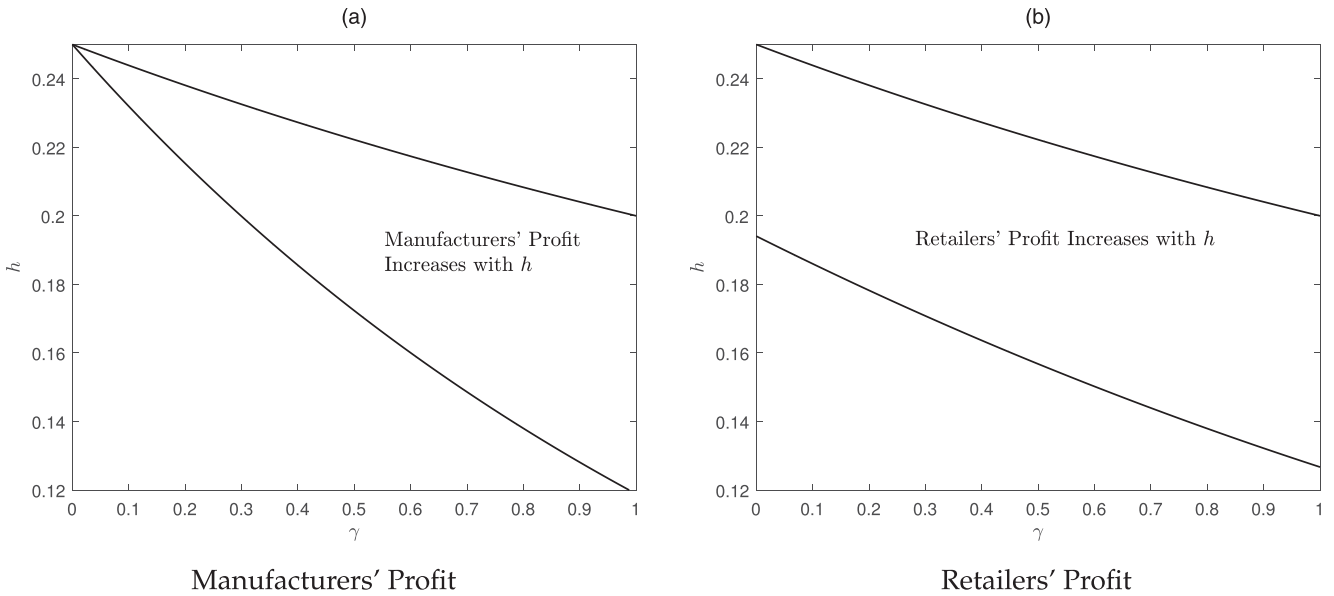 (a)
0.24
0.22
0.2
0.18
0.16
0.14
0.12
h
Manufacturers' Profit
Increases with h
0 0.1 0.2 0.3 0.4 0.5 0.6 0.7 0.8 0.9 1
γ
Manufacturers' Profit
(b)
0.24
0.22
0.2
0.18
0.16
0.14
0.12
h
Retailers' Profit Increases with h
0 0.1 0.2 0.3 0.4 0.5 0.6 0.7 0.8 0.9 1
γ
Retailers' Profit